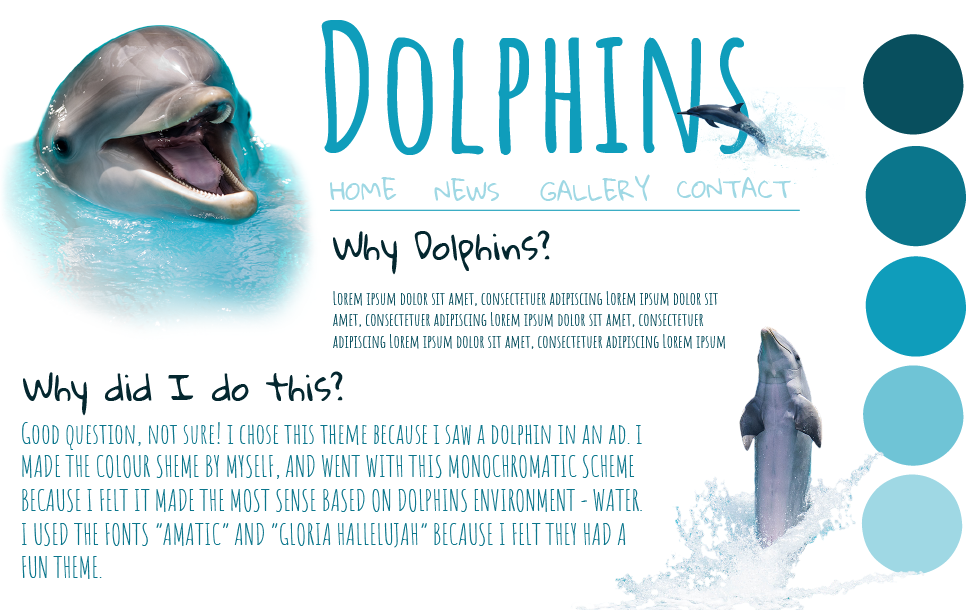 Dolphins
HOME NEWS GALLERY CONTACT
Why Dolphins?
Lorem ipsum dolor sit amet, consectetuer adipiscing Lorem ipsum dolor sit
amet, consectetuer adipiscing Lorem ipsum dolor sit amet, consectetuer
adipiscing Lorem ipsum dolor sit amet, consectetuer adipiscing Lorem ipsum
Why did I do this?
Good question, not sure! I chose this theme because I saw a dolphin in an ad. I
made the colour sheme by myself, and went with this monochromatic scheme
because I felt it made the most sense based on dolphins environment - water.
I used the fonts "Amatic" and "Gloria Hallelujah" because I felt they had a
fun theme.